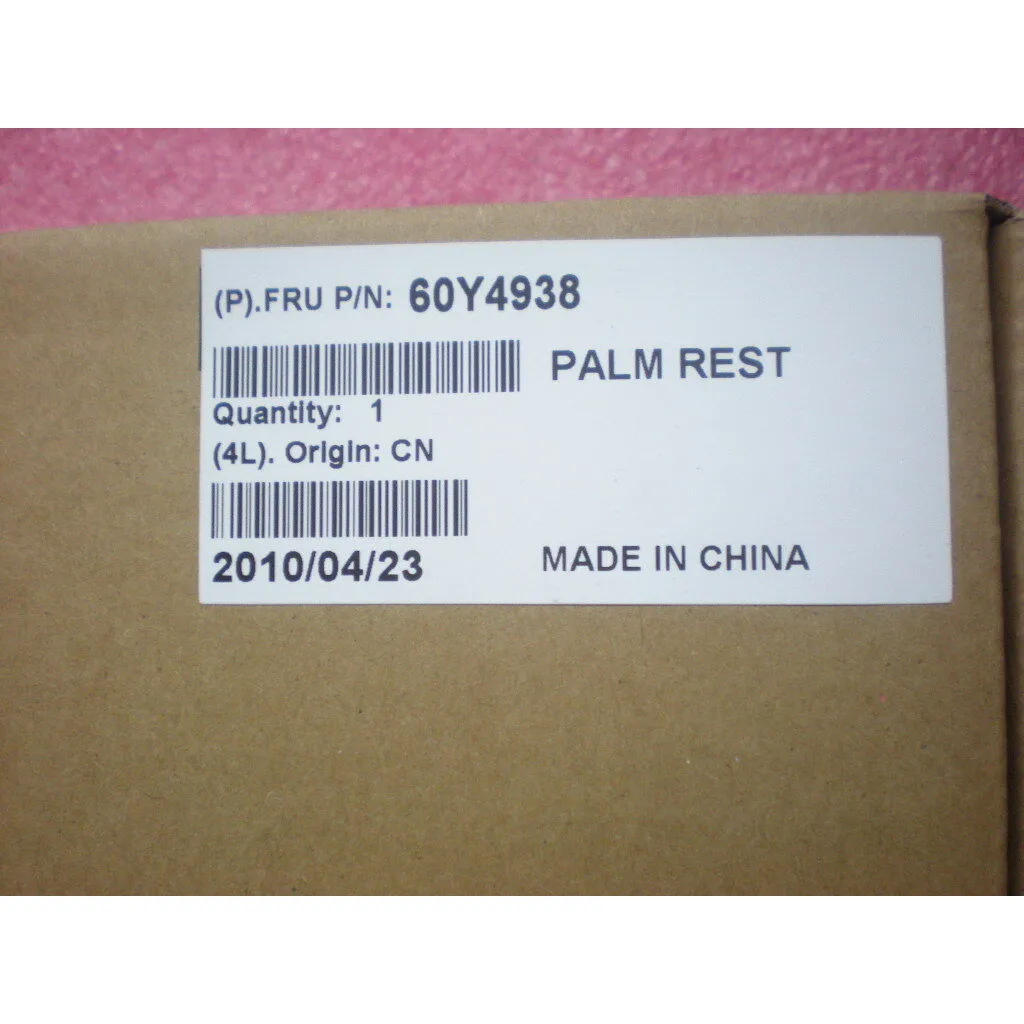 (P).FRU P/N: 60Y4938
PALM REST
Quantity: 1
(4L). Origin: CN
2010/04/23
MADE IN CHINA